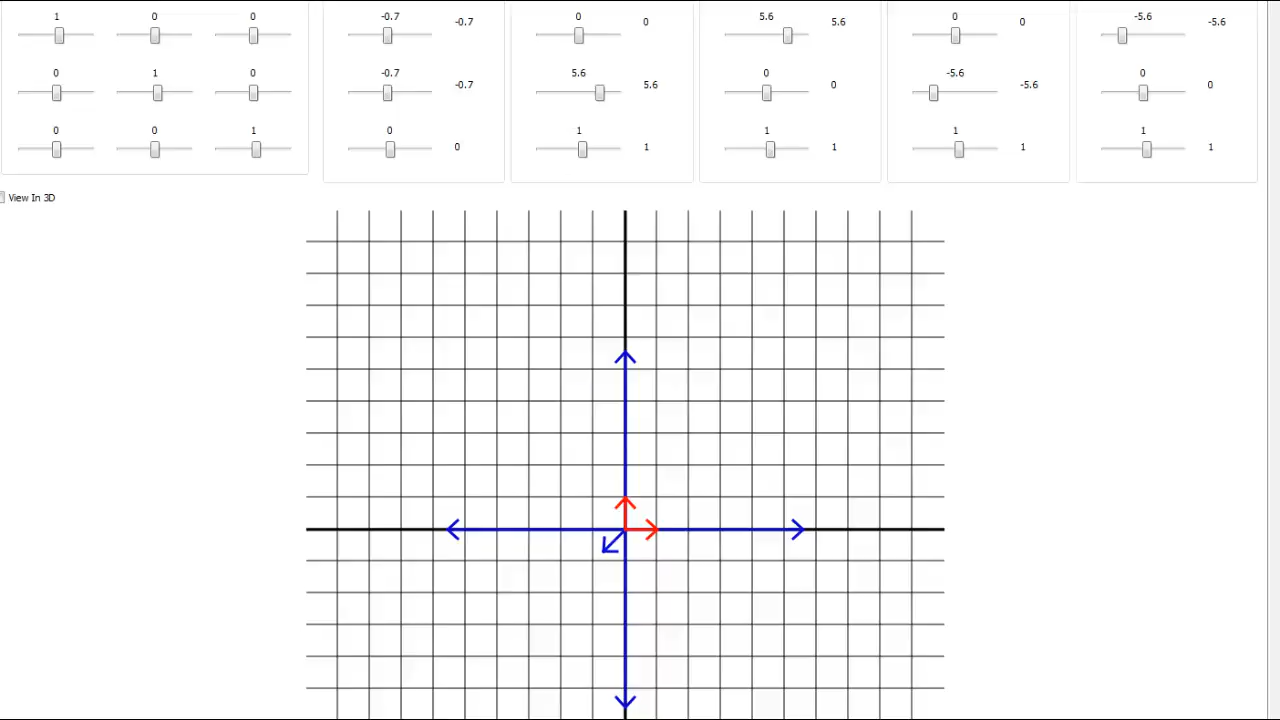 1 0 0 -0.7 -0.7 0 0 5.6 5.6 0 0 -5.6 -5.6
0 1 0 -0.7 -0.7 5.6 5.6 0 0 -5.6 -5.6 0 0
0 0 1 0 0 1 1 1 1 1 1 1 1
View In 3D